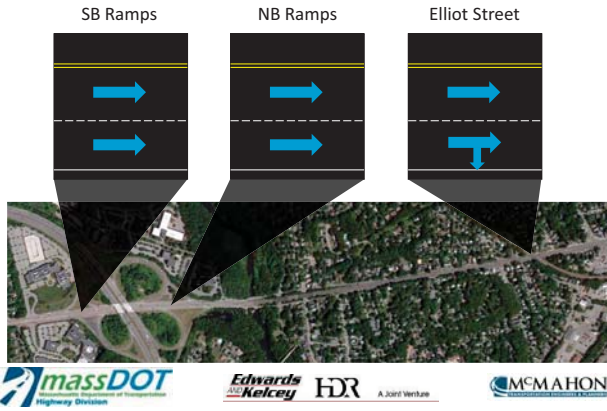 SB Ramps
NB Ramps
Elliot Street
massDOT
Massachusetts Department of Transportation
Highway Division
Edwards
AND Kelcey
HDR
A Joint Venture
McMAHON
TRANSPORTATION ENGINEERS & PLANNERS